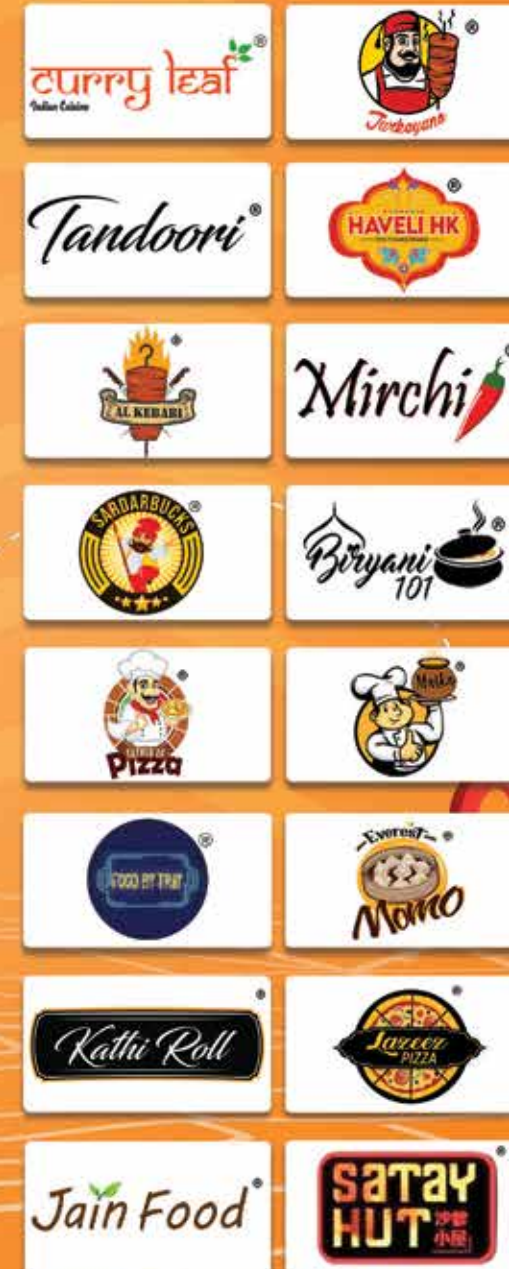 curry leaf ®
Indian Cuisine
®
Turkoyano
Tandoori ®
®
HAVELI HK
®
AL KEBABI
Mirchi
®
SARDARBUCKS
®
Biryani
101
®
Pizza
®
Matka
®
FOOD BY TRAY
®
Everest
Momo
®
Kathi Roll
®
Lazeez
PIZZA
Jain Food ®
®
SaTaY
HUT 沙爹
小屋